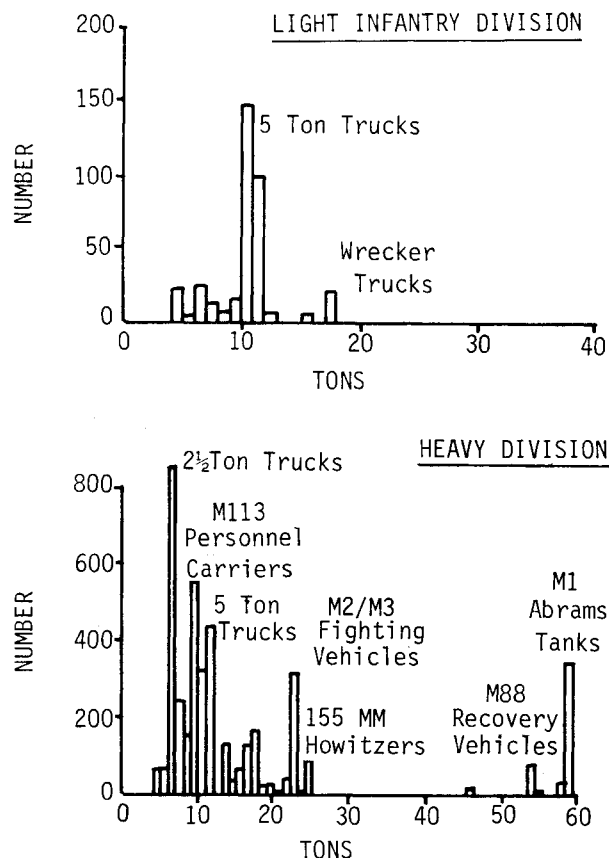 LIGHT INFANTRY DIVISION
200
150
100
50
0
NUMBER
5 Ton Trucks
Wrecker
Trucks
0 10 20 30 40
TONS
HEAVY DIVISION
800
600
400
200
0
NUMBER
2½Ton Trucks
M113
Personnel
Carriers
5 Ton
Trucks
M2/M3
Fighting
Vehicles
155 MM
Howitzers
M88
Recovery
Vehicles
M1
Abrams
Tanks
0 10 20 30 40 50 60
TONS